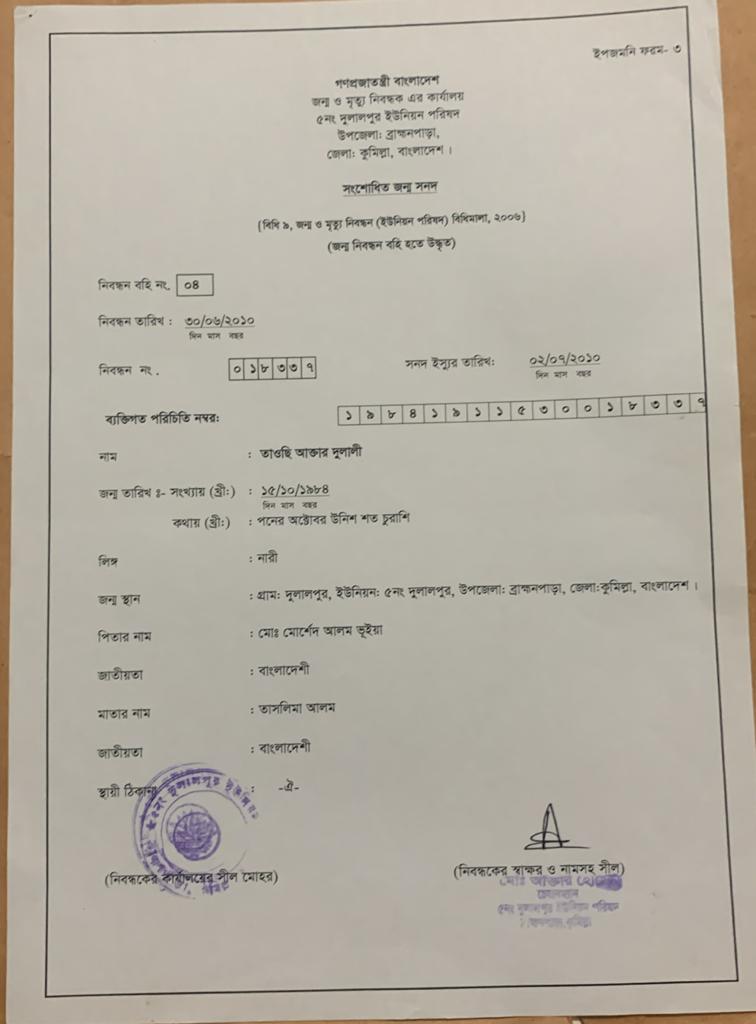 ইপজমনি ফরম- ৩
গণপ্রজাতন্ত্রী বাংলাদেশ
জন্ম ও মৃত্যু নিবন্ধক এর কার্যালয়
৫নং দুলালপুর ইউনিয়ন পরিষদ
উপজেলা: ব্রাহ্মনপাড়া,
জেলা: কুমিল্লা, বাংলাদেশ ।
সংশোধিত জন্ম সনদ
{বিধি ৯, জন্ম ও মৃত্যু নিবন্ধন (ইউনিয়ন পরিষদ) বিধিমালা, ২০০৬}
(জন্ম নিবন্ধন বহি হতে উদ্ধৃত)
নিবন্ধন বহি নং. ০৪
নিবন্ধন তারিখ : ৩০/০৬/২০১০
দিন মাস বছর
নিবন্ধন নং . ০১৮৩৩৭ সনদ ইস্যুর তারিখ: ০২/০৭/২০১০
দিন মাস বছর
ব্যক্তিগত পরিচিতি নম্বর: ১৯৮৪১৯১১৫৩০০১৮৩৩৭
নাম : তাওছি আক্তার দুলালী
জন্ম তারিখ ঃ- সংখ্যায় (খ্রী:) : ১৫/১০/১৯৮৪
দিন মাস বছর
কথায় (খ্রী:) : পনের অক্টোবর উনিশ শত চুরাশি
লিঙ্গ : নারী
জন্ম স্থান : গ্রাম: দুলালপুর, ইউনিয়ন: ৫নং দুলালপুর, উপজেলা: ব্রাহ্মনপাড়া, জেলা:কুমিল্লা, বাংলাদেশ ।
পিতার নাম : মোঃ মোর্শেদ আলম ভূইয়া
জাতীয়তা : বাংলাদেশী
মাতার নাম : তাসলিমা আলম
জাতীয়তা : বাংলাদেশী
স্থায়ী ঠিকানা : -ঐ-
৫নং দুলালপুর
(নিবন্ধকের কার্যালয়ের সীল মোহর) (নিবন্ধকের স্বাক্ষর ও নামসহ সীল)
মোঃ আক্তার হোসেন
চেয়ারম্যান
৫নং দুলালপুর ইউনিয়ন পরিষদ
কুমিল্লা